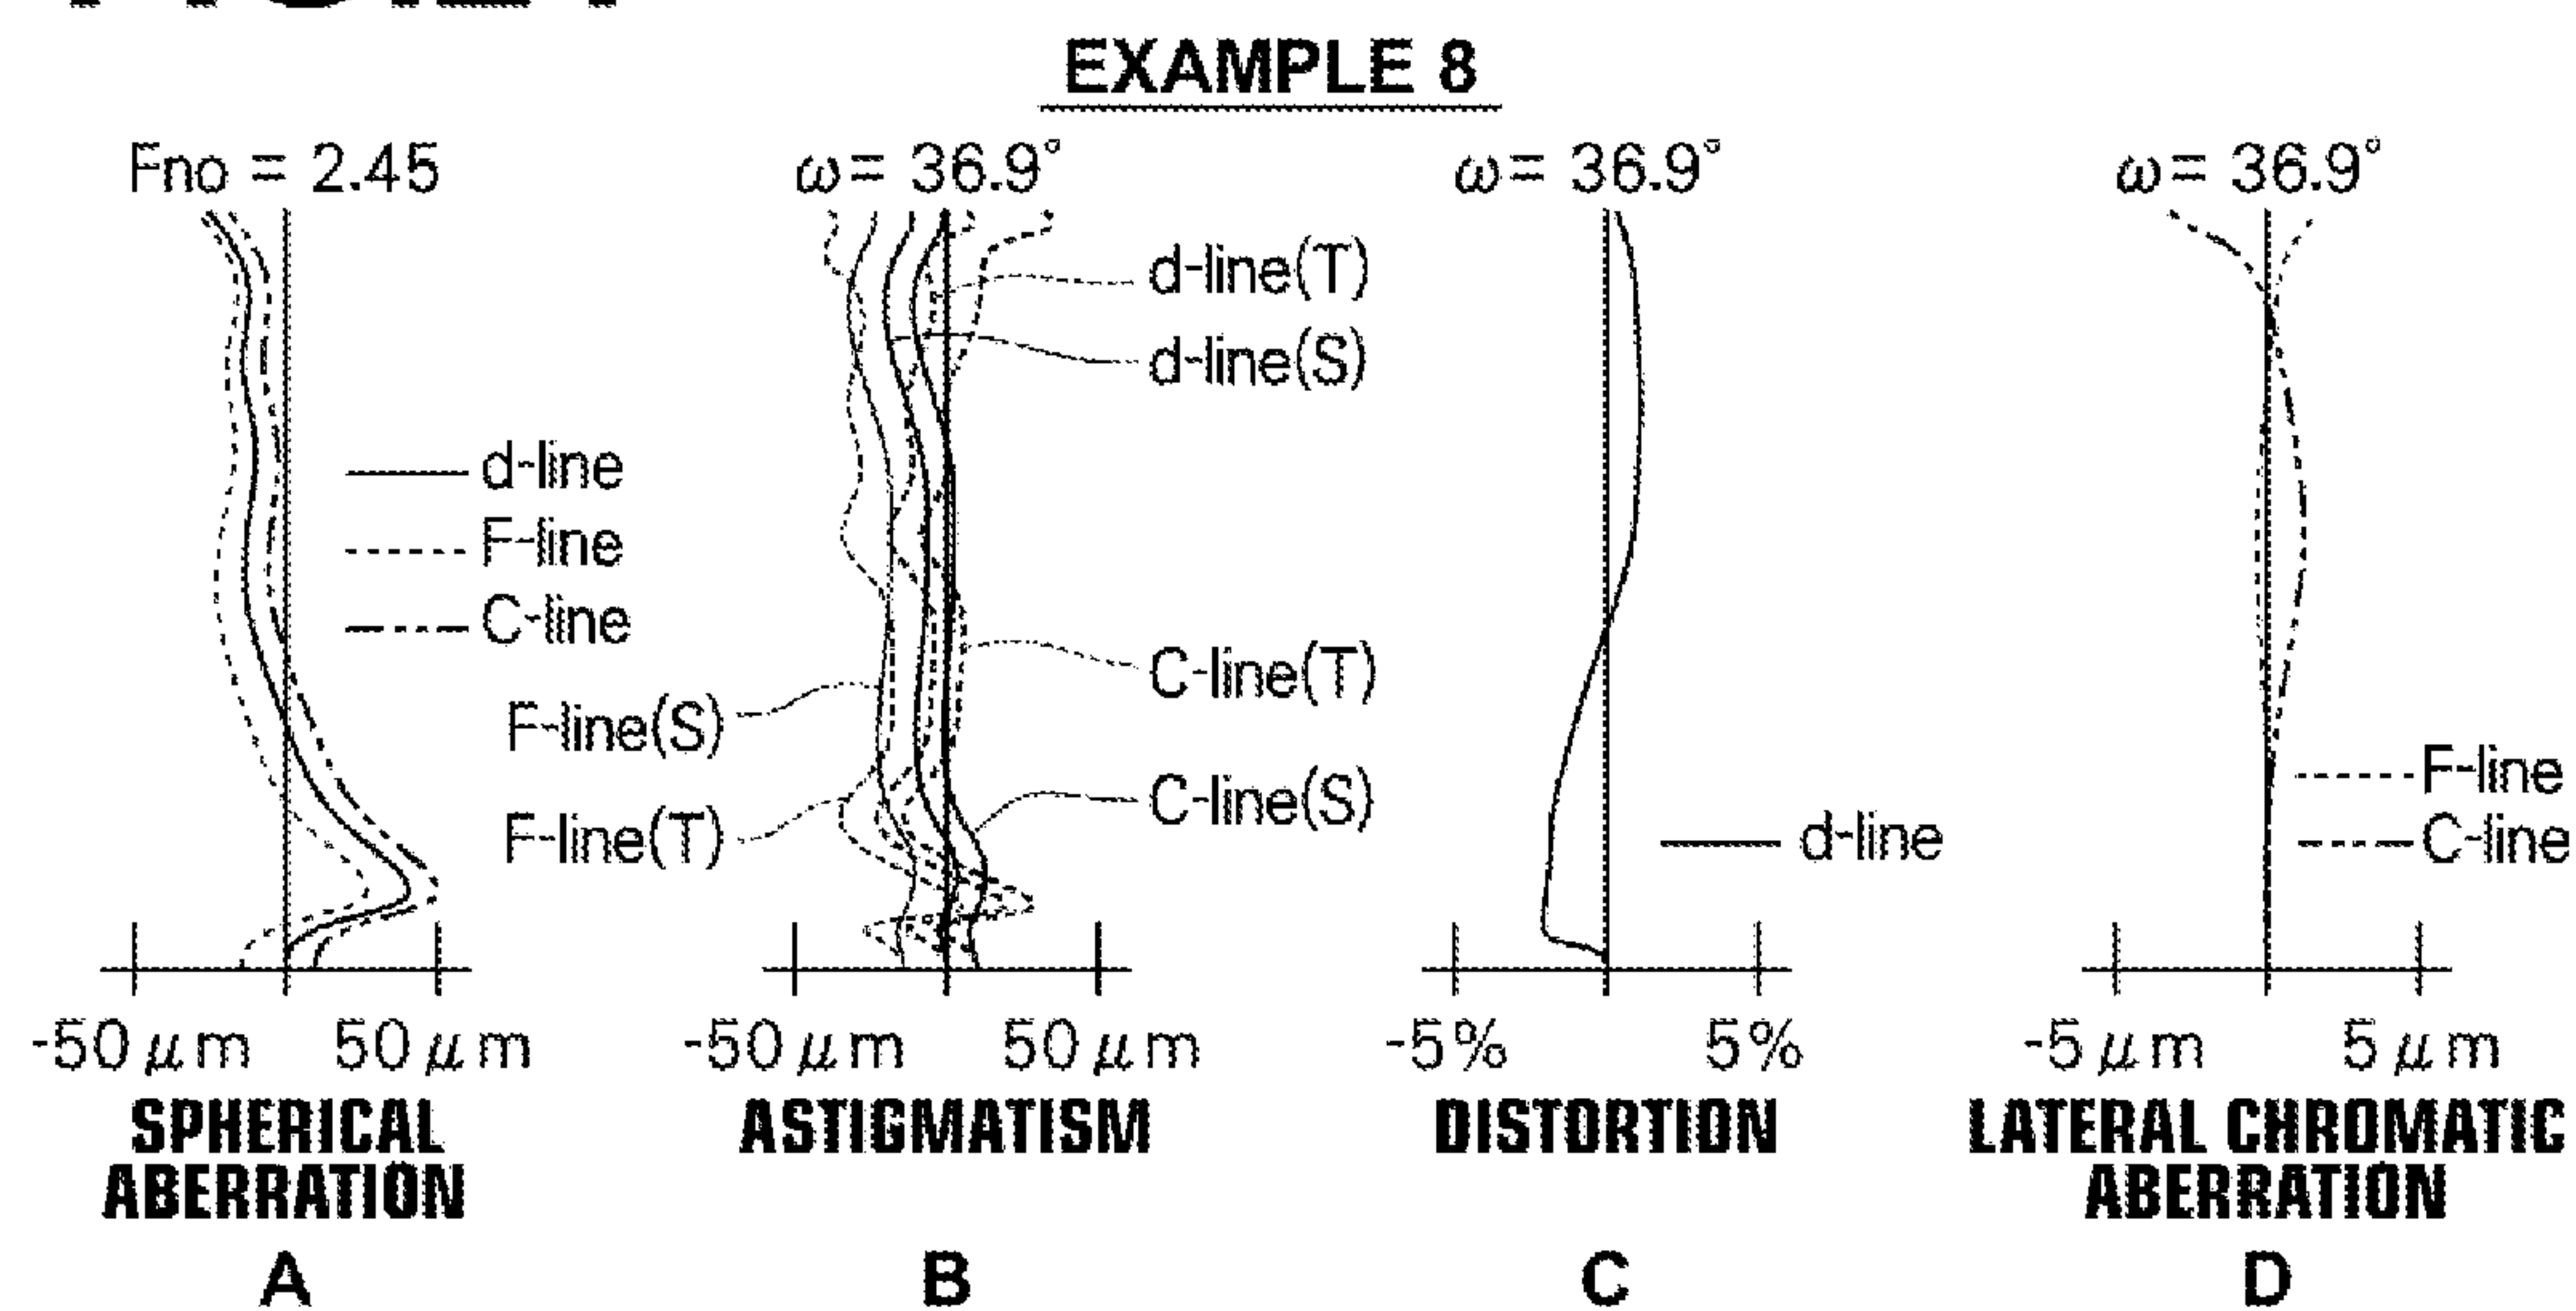 EXAMPLE 8
Fno = 2.45
d-line
F-line
C-line
-50 μm
50 μm
SPHERICAL
ABERRATION
A
ω= 36.9°
d-line(T)
d-line(S)
C-line(T)
F-line(S)
C-line(S)
F-line(T)
-50 μm
50 μm
ASTIGMATISM
B
ω= 36.9°
d-line
-5%
5%
DISTORTION
C
ω= 36.9°
F-line
C-line
-5 μm
5 μm
LATERAL CHROMATIC
ABERRATION
D